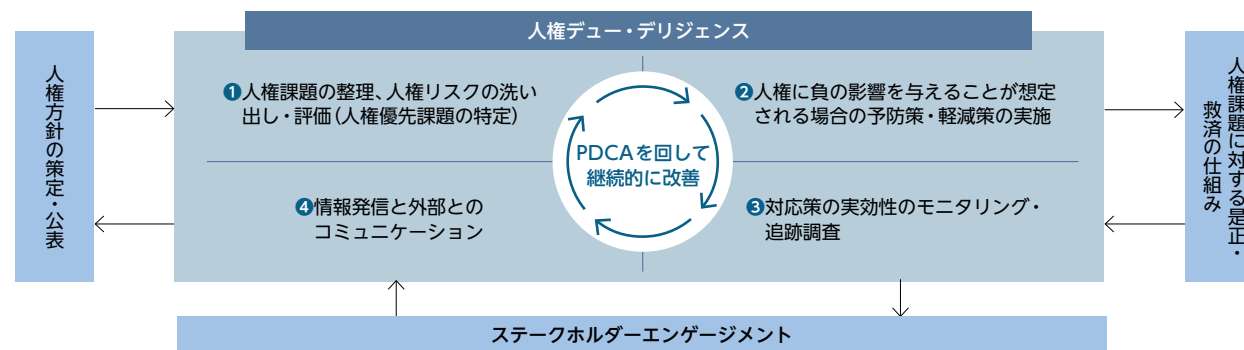 人権デュー・デリジェンス
人権方針の策定・公表
❶人権課題の整理、人権リスクの洗い
出し・評価（人権優先課題の特定）
❷人権に負の影響を与えることが想定
される場合の予防策・軽減策の実施
PDCAを回して
継続的に改善
❹情報発信と外部との
コミュニケーション
❸対応策の実効性のモニタリング・
追跡調査
人権課題に対する是正・
救済の仕組み
ステークホルダーエンゲージメント